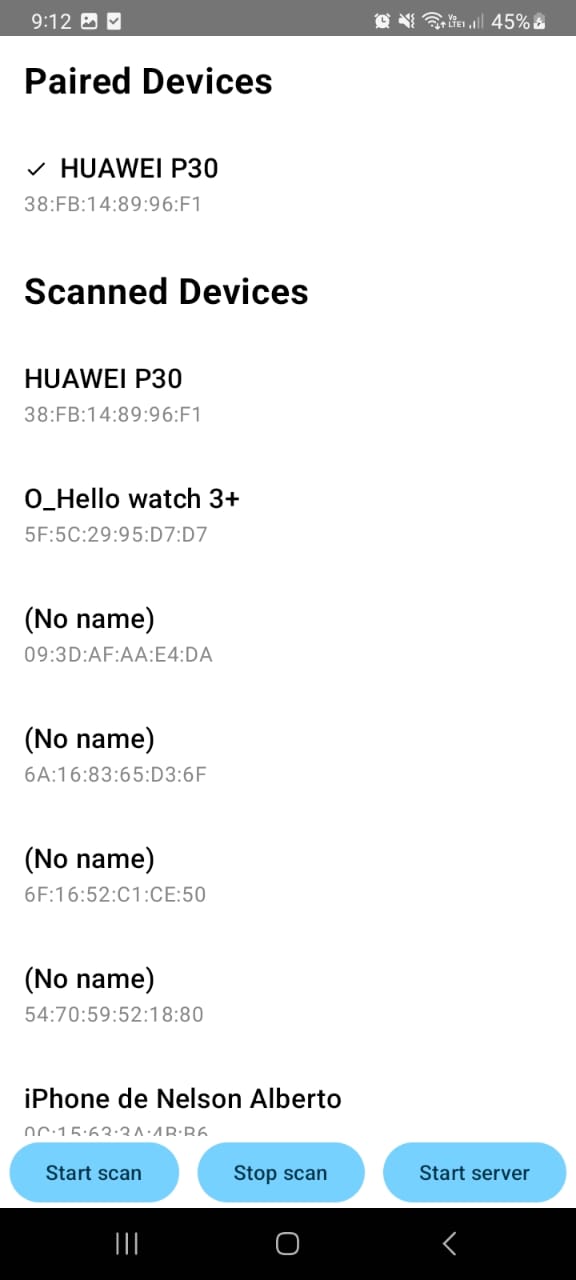 9:12 Vo LTE1 45%
Paired Devices
HUAWEI P30
38:FB:14:89:96:F1
Scanned Devices
HUAWEI P30
38:FB:14:89:96:F1
O_Hello watch 3+
5F:5C:29:95:D7:D7
(No name)
09:3D:AF:AA:E4:DA
(No name)
6A:16:83:65:D3:6F
(No name)
6F:16:52:C1:CE:50
(No name)
54:70:59:52:18:80
iPhone de Nelson Alberto
0C:15:63:3A:4B:B6
Start scan Stop scan Start server